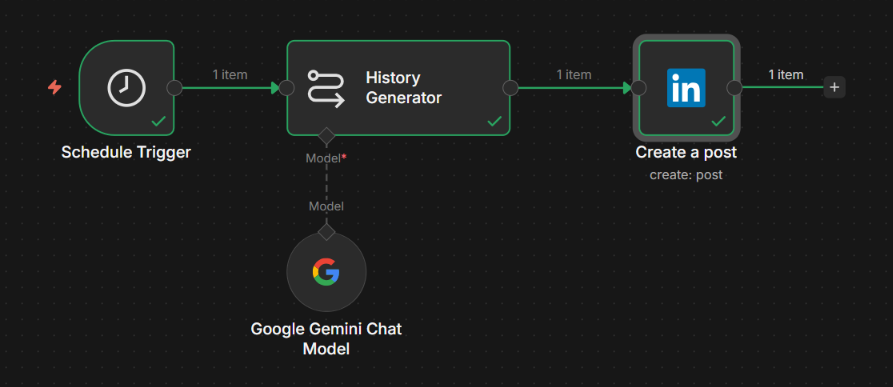 1 item
History
Generator
1 item
1 item
Schedule Trigger
Model*
Create a post
create: post
Model
Google Gemini Chat
Model